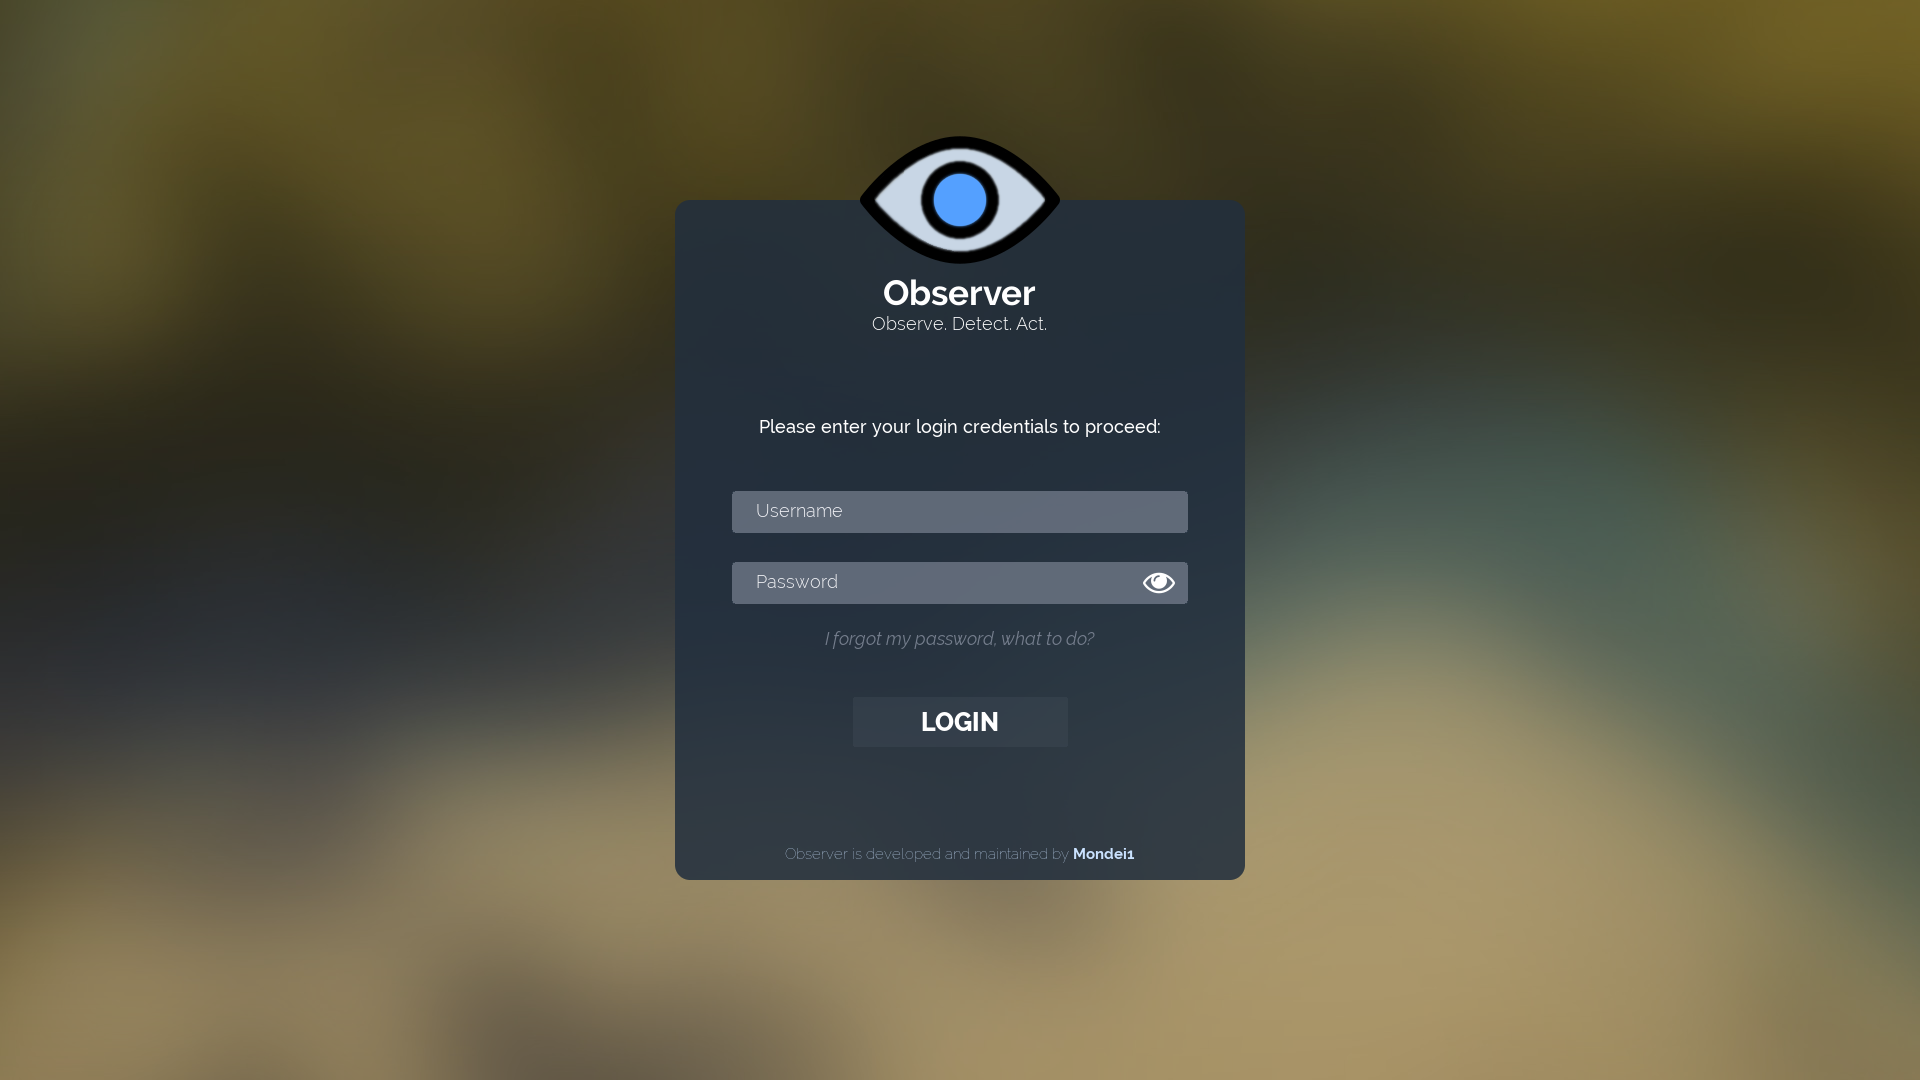 Observer
Observe. Detect. Act.
Please enter your login credentials to proceed:
Username
Password
I forgot my password, what to do?
LOGIN
Observer is developed and maintained by Mondei1